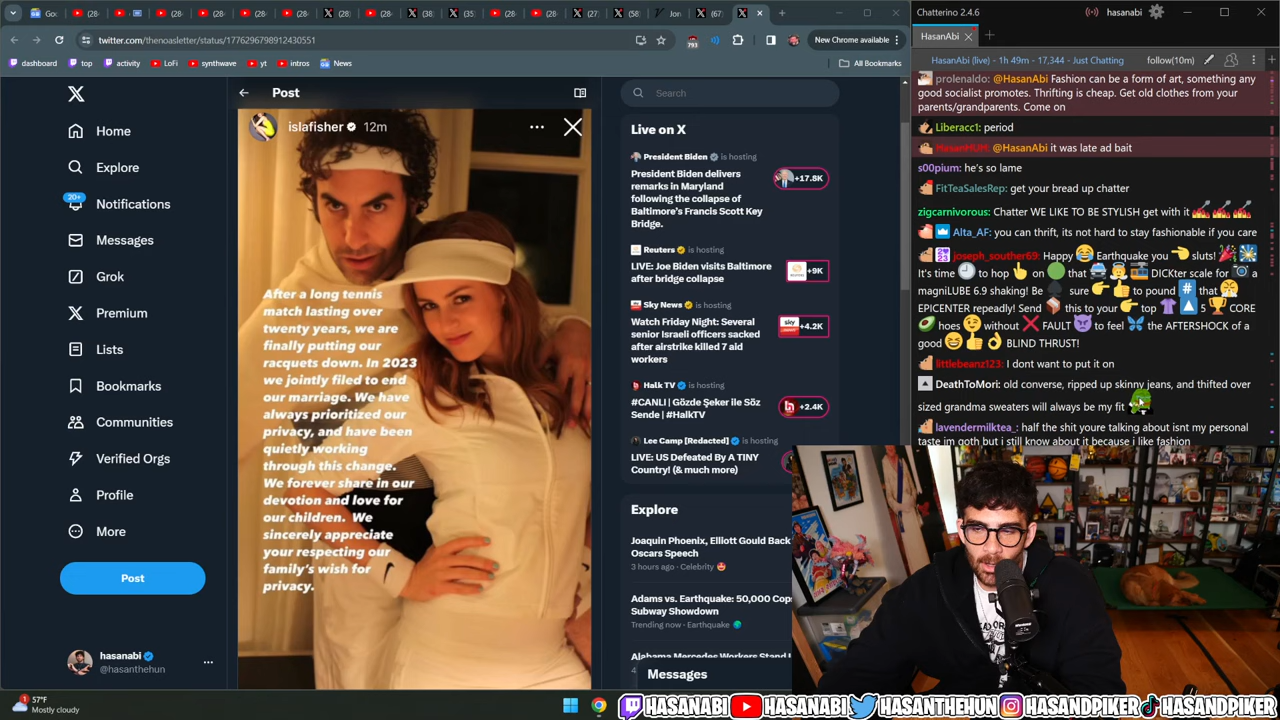 New Chrome available
twitter.com/thenoasletter/status/1776296798912430551
793
dashboard
top
activity
LoFi
synthwave
yt
intros
News
All Bookmarks
Home
Explore
20+
Notifications
Messages
Grok
Premium
Lists
Bookmarks
Communities
Verified Orgs
Profile
More
Post
hasanabi
@hasanthehun
Post
islafisher 12m
After a long tennis
match lasting over
twenty years, we are
finally putting our
racquets down. In 2023
we jointly filed to end
our marriage. We have
always prioritized our
privacy, and have been
quietly working
through this change.
We forever share in our
devotion and love for
our children. We
sincerely appreciate
your respecting our
family's wish for
privacy.
Search
Live on X
President Biden is hosting
President Biden delivers
remarks in Maryland
following the collapse of
Baltimore's Francis Scott Key
Bridge.
+17.8K
Reuters is hosting
LIVE: Joe Biden visits Baltimore
after bridge collapse
+9K
Sky News is hosting
Watch Friday Night: Several
senior Israeli officers sacked
after airstrike killed 7 aid
workers
+4.2K
Halk TV is hosting
#CANLI | Gözde Şeker ile Söz
Sende | #HalkTV
+2.4K
Lee Camp [Redacted] is hosting
LIVE: US Defeated By A TINY
Country! (& much more)
Explore
Joaquin Phoenix, Elliott Gould Back
Oscars Speech
3 hours ago · Celebrity
Adams vs. Earthquake: 50,000 Cops
Subway Showdown
Trending now · Earthquake
Alabama Mercedes Workers Stand
Messages
Chatterino 2.4.6
hasanabi
HasanAbi
HasanAbi (live) - 1h 49m - 17,344 - Just Chatting
follow(10m)
prolenaldo: @HasanAbi Fashion can be a form of art, something any
good socialist promotes. Thrifting is cheap. Get old clothes from your
parents/grandparents. Come on
Liberacc1: period
HasanHUM: @HasanAbi it was late ad bait
s00pium: he's so lame
FitTeaSalesRep: get your bread up chatter
zigcarnivorous: Chatter WE LIKE TO BE STYLISH get with it 💅💅💅
Alta_AF: you can thrift, its not hard to stay fashionable if you care
joseph_souther69: Happy 😂 Earthquake you 👈 sluts! 🎉
It's time 🕘 to hop 👆 on 🟢 that DICKter scale for 📷 a
magniLUBE 6.9 shaking! Be sure 👉👍 to pound #️⃣ that 😤
EPICENTER repeadly! Send this to your 👉 top 👚 🔼 5 🏆 CORE
🥑 hoes 😉 without ❌ FAULT 😈 to feel 🦋 the AFTERSHOCK of a
good 😆👍👌 BLIND THRUST!
littlebeanz123: I dont want to put it on
DeathToMori: old converse, ripped up skinny jeans, and thifted over
sized grandma sweaters will always be my fit
lavendermilktea_: half the shit youre talking about isnt my personal
taste im goth but i still know about it because i like fashion
57°F
Mostly cloudy
HASANABI HASANABI HASANTHEHUN HASANDPIKER HASANDPIKER